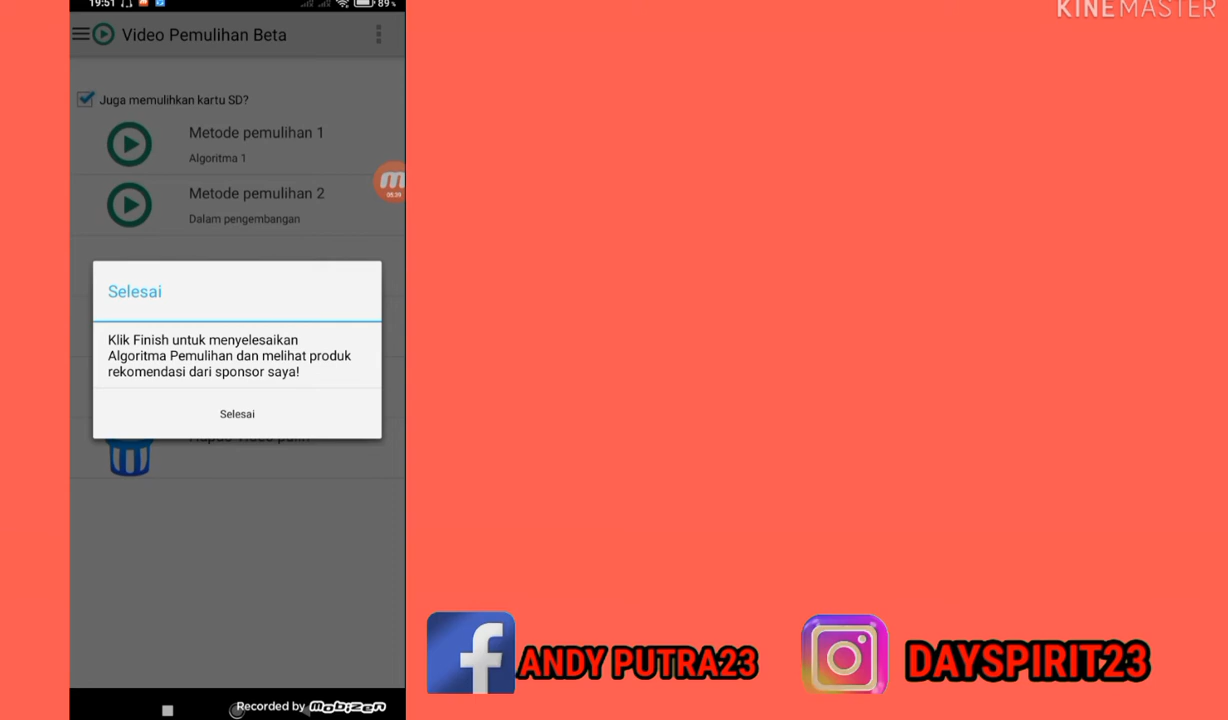 KINEMASTER
19:51
89%
Video Pemulihan Beta
Juga memulihkan kartu SD?
Metode pemulihan 1
Algoritma 1
05:39
Metode pemulihan 2
Dalam pengembangan
Selesai
Klik Finish untuk menyelesaikan
Algoritma Pemulihan dan melihat produk
rekomendasi dari sponsor saya!
Selesai
ANDY PUTRA23
DAYSPIRIT23
Recorded by mobizen